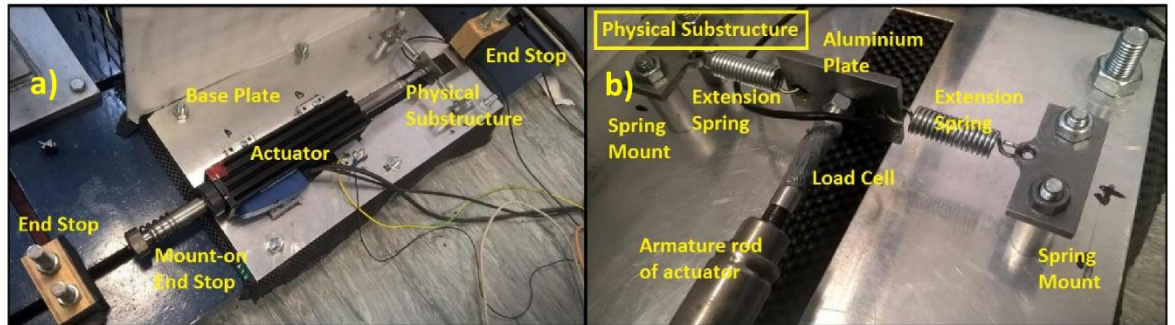 a)
End Stop
Base Plate
Physical
Substructure
Actuator
End Stop
Mount-on
End Stop
b)
Physical Substructure
Aluminium
Plate
Extension
Spring
Extension
Spring
Spring
Mount
Load Cell
Armature rod
of actuator
Spring
Mount